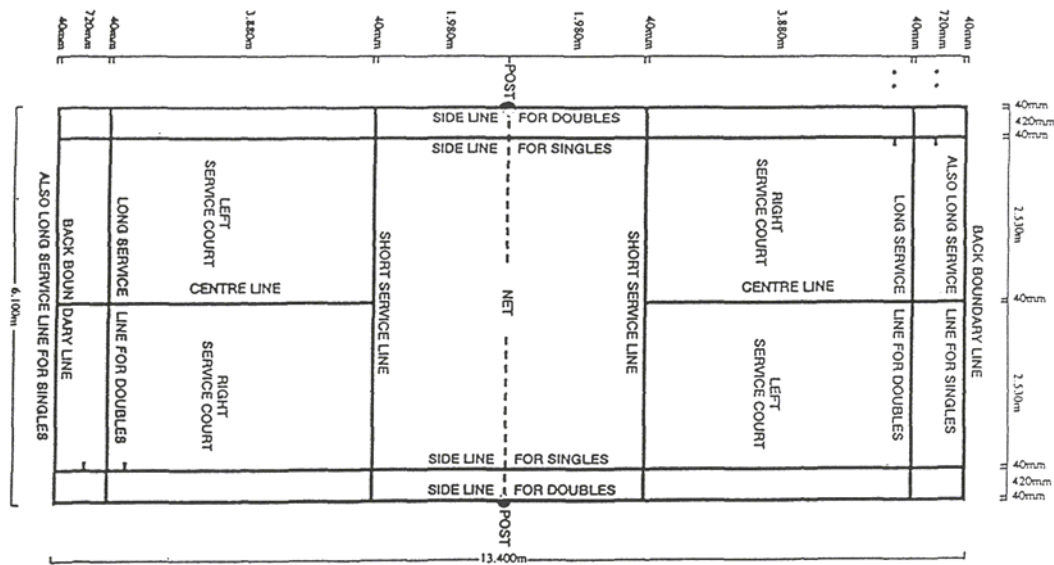 40mm
720mm
40mm
3.880m
40mm
1.980m
1.980m
40mm
3.880m
40mm
720mm
40mm
POST
SIDE LINE FOR DOUBLES
SIDE LINE FOR SINGLES
40mm
420mm
40mm
2.530m
40mm
2.530m
40mm
420mm
40mm
ALSO LONG SERVICE LINE FOR SINGLES
BACK BOUNDARY LINE
LONG SERVICE LINE FOR DOUBLES
LEFT
SERVICE COURT
CENTRE LINE
RIGHT
SERVICE COURT
SHORT SERVICE LINE
NET
SHORT SERVICE LINE
RIGHT
SERVICE COURT
CENTRE LINE
LEFT
SERVICE COURT
LONG SERVICE LINE FOR DOUBLES
ALSO LONG SERVICE LINE FOR SINGLES
BACK BOUNDARY LINE
6.100m
SIDE LINE FOR SINGLES
SIDE LINE FOR DOUBLES
POST
13.400m